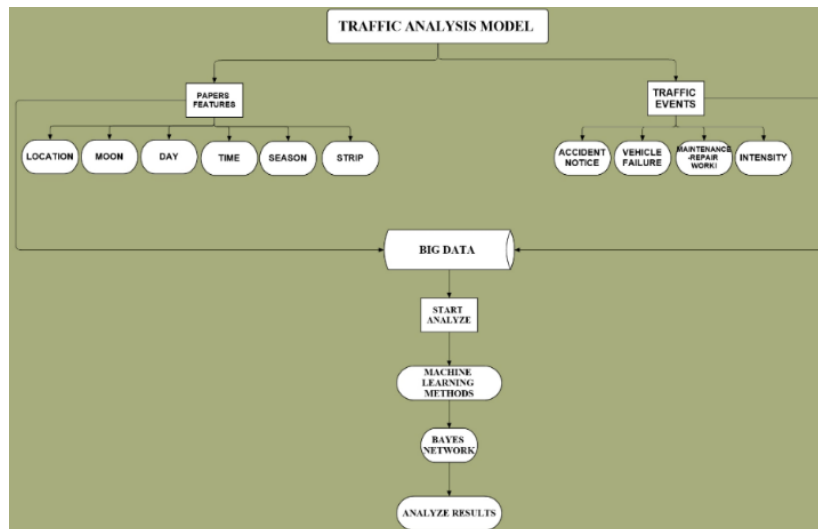 TRAFFIC ANALYSIS MODEL
PAPERS
FEATURES
TRAFFIC
EVENTS
LOCATION
MOON
DAY
TIME
SEASON
STRIP
ACCIDENT
NOTICE
VEHICLE
FAILURE
MAINTENANCE
-REPAIR
WORKI
INTENSITY
BIG DATA
START
ANALYZE
MACHINE
LEARNING
METHODS
BAYES
NETWORK
ANALYZE RESULTS